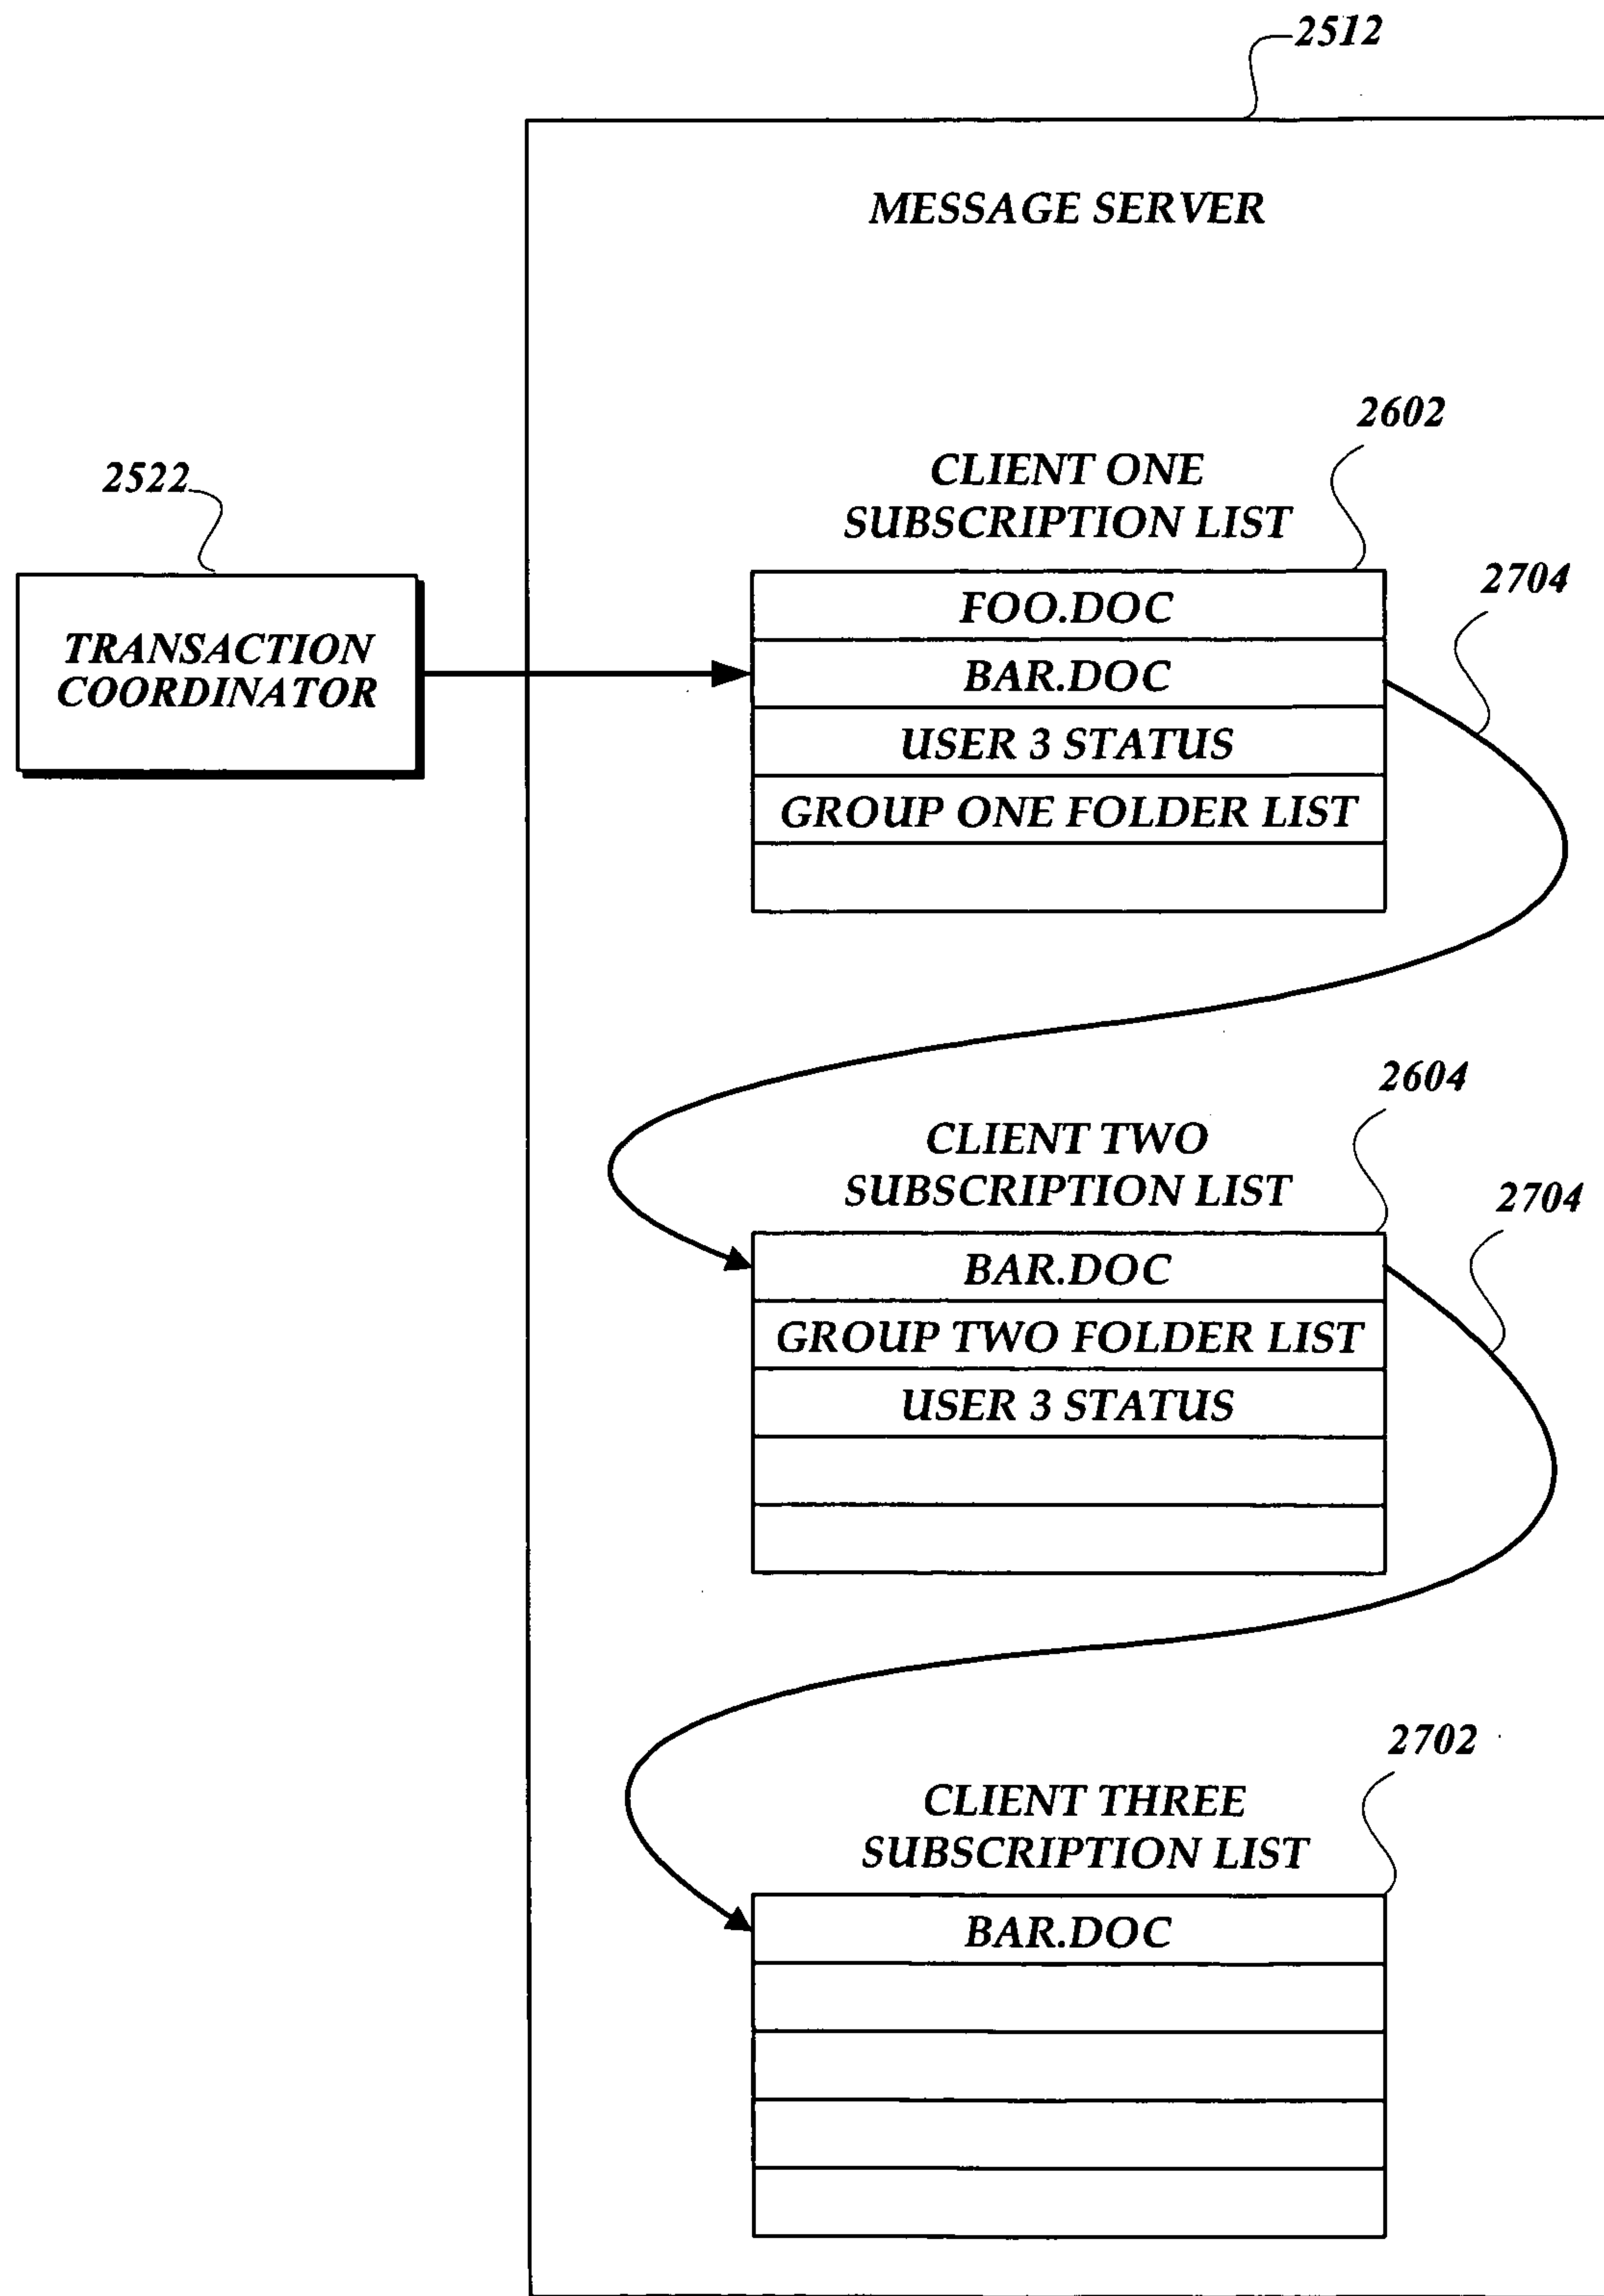 2512
MESSAGE SERVER
2602
CLIENT ONE
SUBSCRIPTION LIST
2522
2704
FOO.DOC
TRANSACTION
COORDINATOR
BAR.DOC
USER 3 STATUS
GROUP ONE FOLDER LIST
2604
CLIENT TWO
SUBSCRIPTION LIST
2704
BAR.DOC
GROUP TWO FOLDER LIST
USER 3 STATUS
2702
CLIENT THREE
SUBSCRIPTION LIST
BAR.DOC